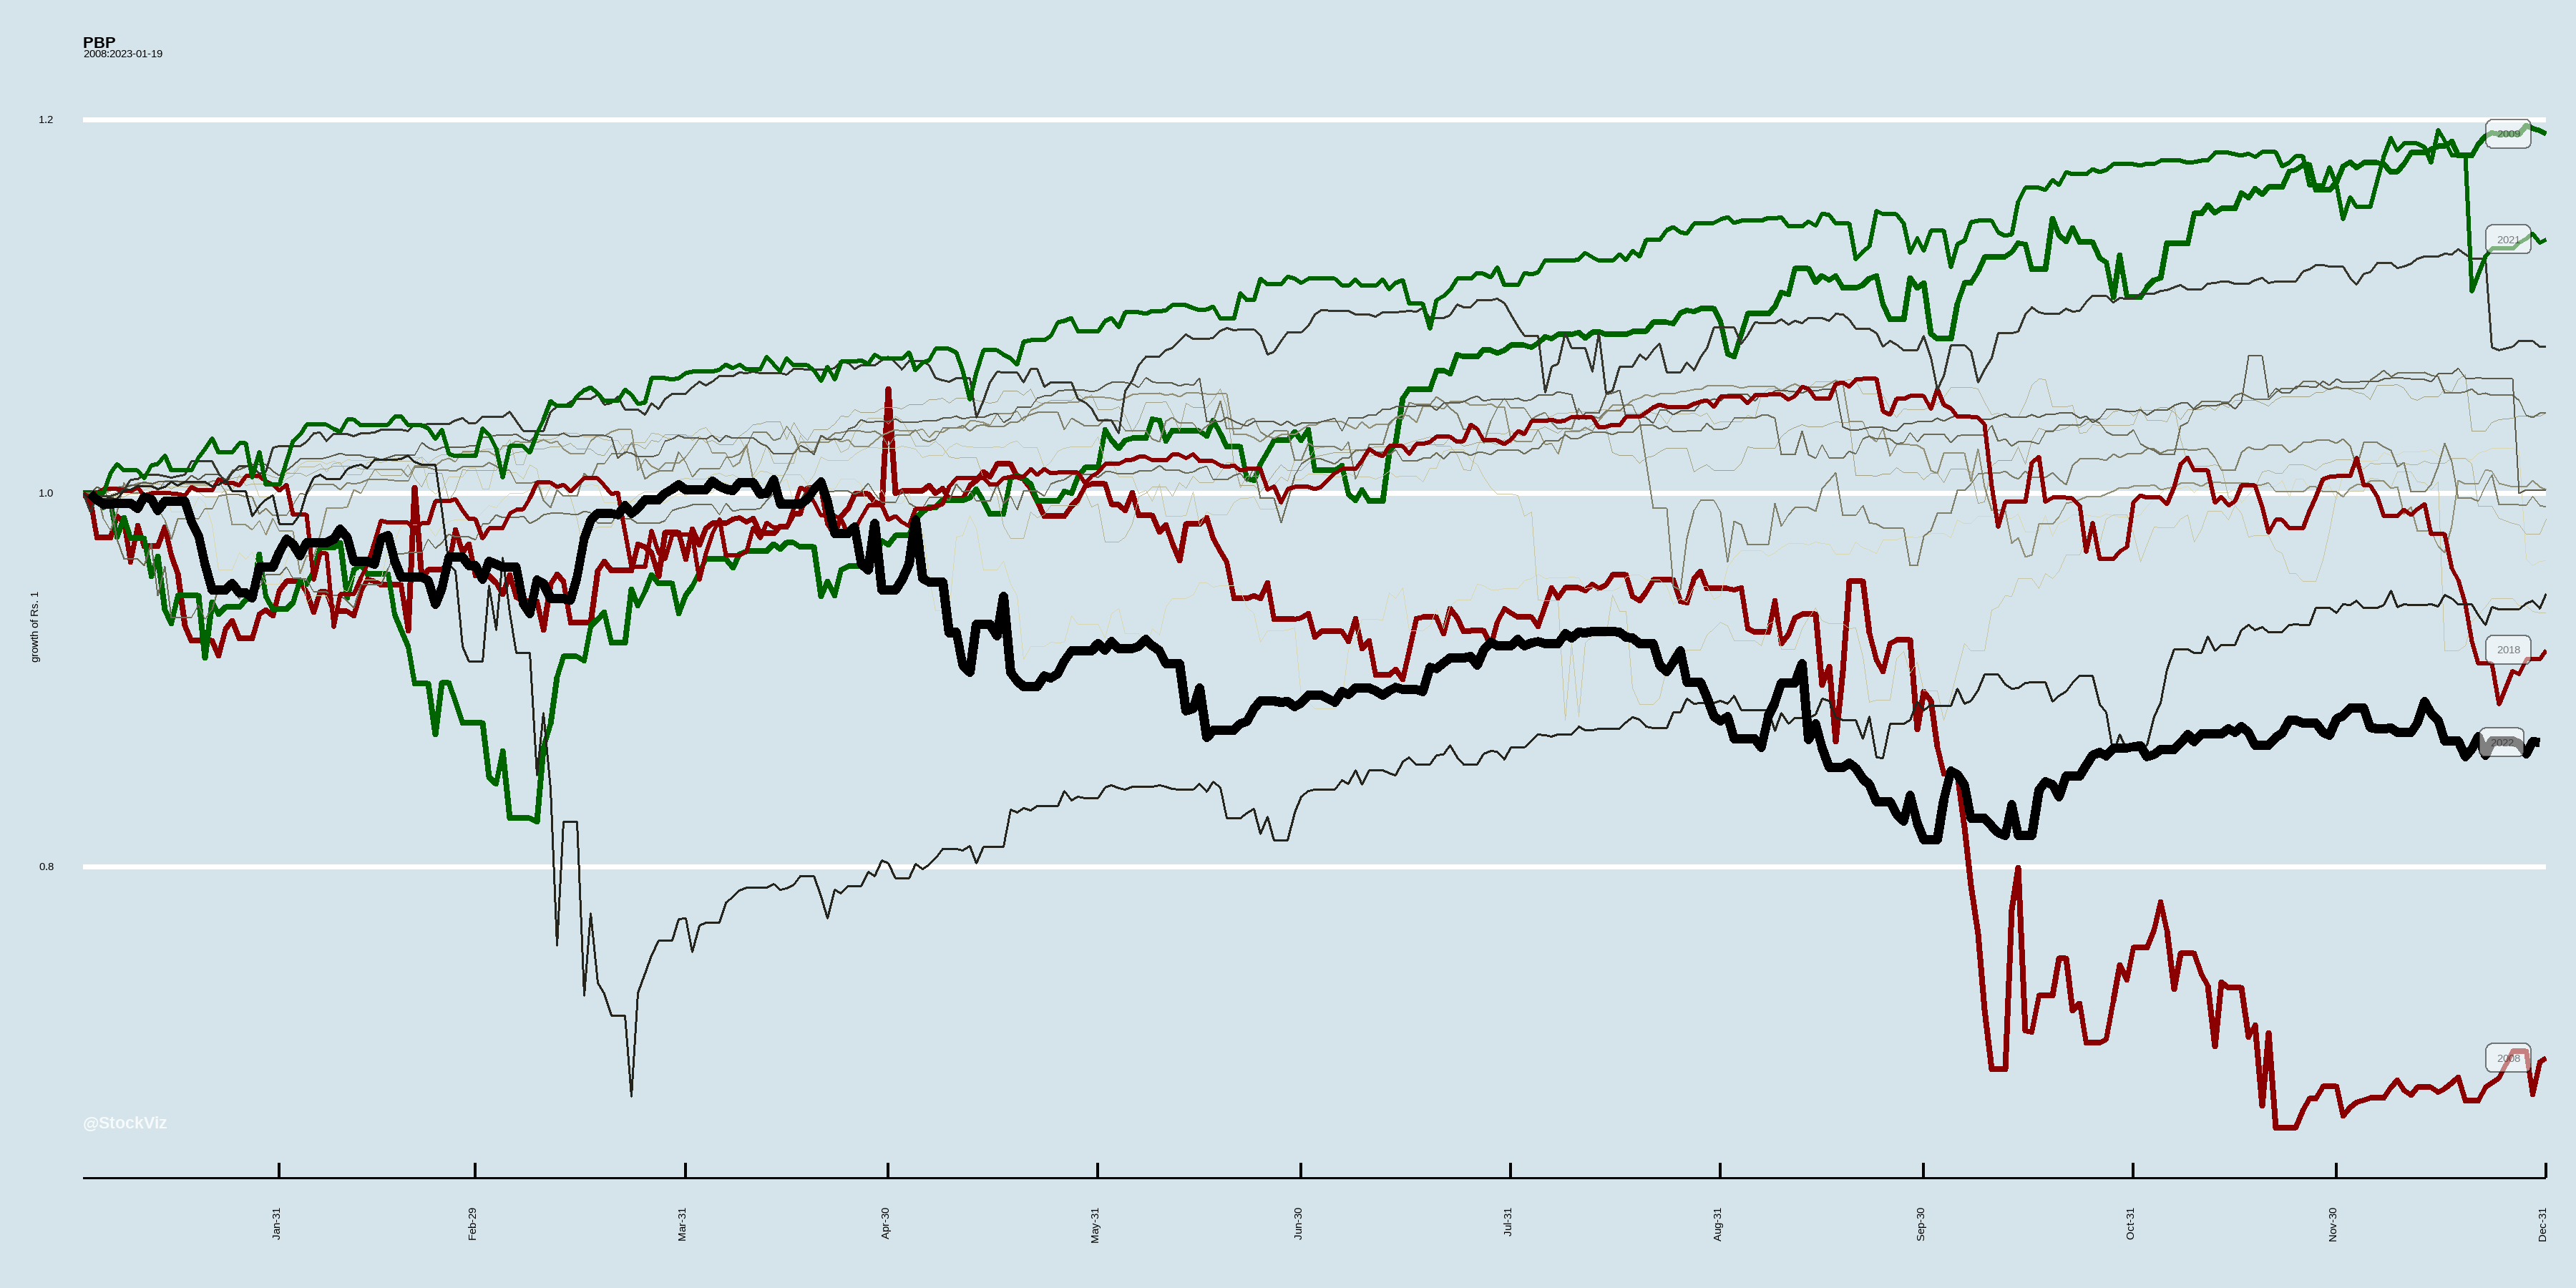 PBP
2008:2023-01-19
1.2
1.0
0.8
growth of Rs. 1
2009
2021
2018
2022
2008
@StockViz
Jan-31
Feb-29
Mar-31
Apr-30
May-31
Jun-30
Jul-31
Aug-31
Sep-30
Oct-31
Nov-30
Dec-31